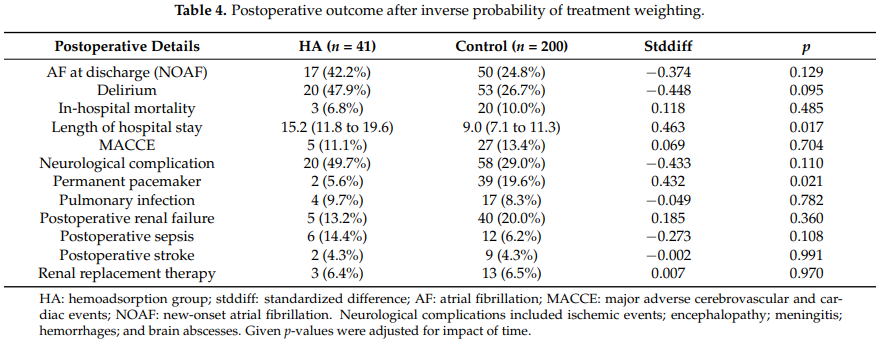 Table 4. Postoperative outcome after inverse probability of treatment weighting.
Postoperative Details HA (n = 41) Control (n = 200) Stddiff p
AF at discharge (NOAF) 17 (42.2%) 50 (24.8%) −0.374 0.129
Delirium 20 (47.9%) 53 (26.7%) −0.448 0.095
In-hospital mortality 3 (6.8%) 20 (10.0%) 0.118 0.485
Length of hospital stay 15.2 (11.8 to 19.6) 9.0 (7.1 to 11.3) 0.463 0.017
MACCE 5 (11.1%) 27 (13.4%) 0.069 0.704
Neurological complication 20 (49.7%) 58 (29.0%) −0.433 0.110
Permanent pacemaker 2 (5.6%) 39 (19.6%) 0.432 0.021
Pulmonary infection 4 (9.7%) 17 (8.3%) −0.049 0.782
Postoperative renal failure 5 (13.2%) 40 (20.0%) 0.185 0.360
Postoperative sepsis 6 (14.4%) 12 (6.2%) −0.273 0.108
Postoperative stroke 2 (4.3%) 9 (4.3%) −0.002 0.991
Renal replacement therapy 3 (6.4%) 13 (6.5%) 0.007 0.970
HA: hemoadsorption group; stddiff: standardized difference; AF: atrial fibrillation; MACCE: major adverse cerebrovascular and car-
diac events; NOAF: new-onset atrial fibrillation. Neurological complications included ischemic events; encephalopathy; meningitis;
hemorrhages; and brain abscesses. Given p-values were adjusted for impact of time.